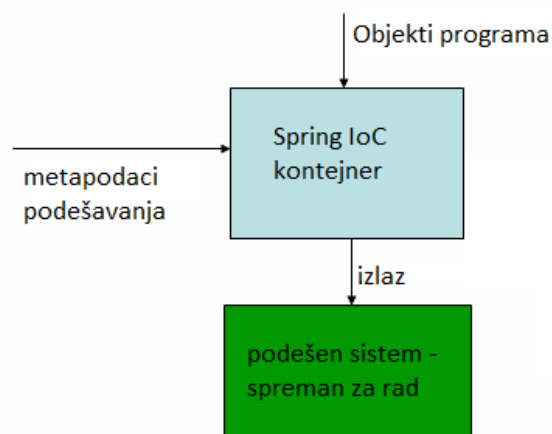 Objekti programa
Spring IoC
kontejner
metapodaci
podešavanja
izlaz
podešen sistem -
spreman za rad